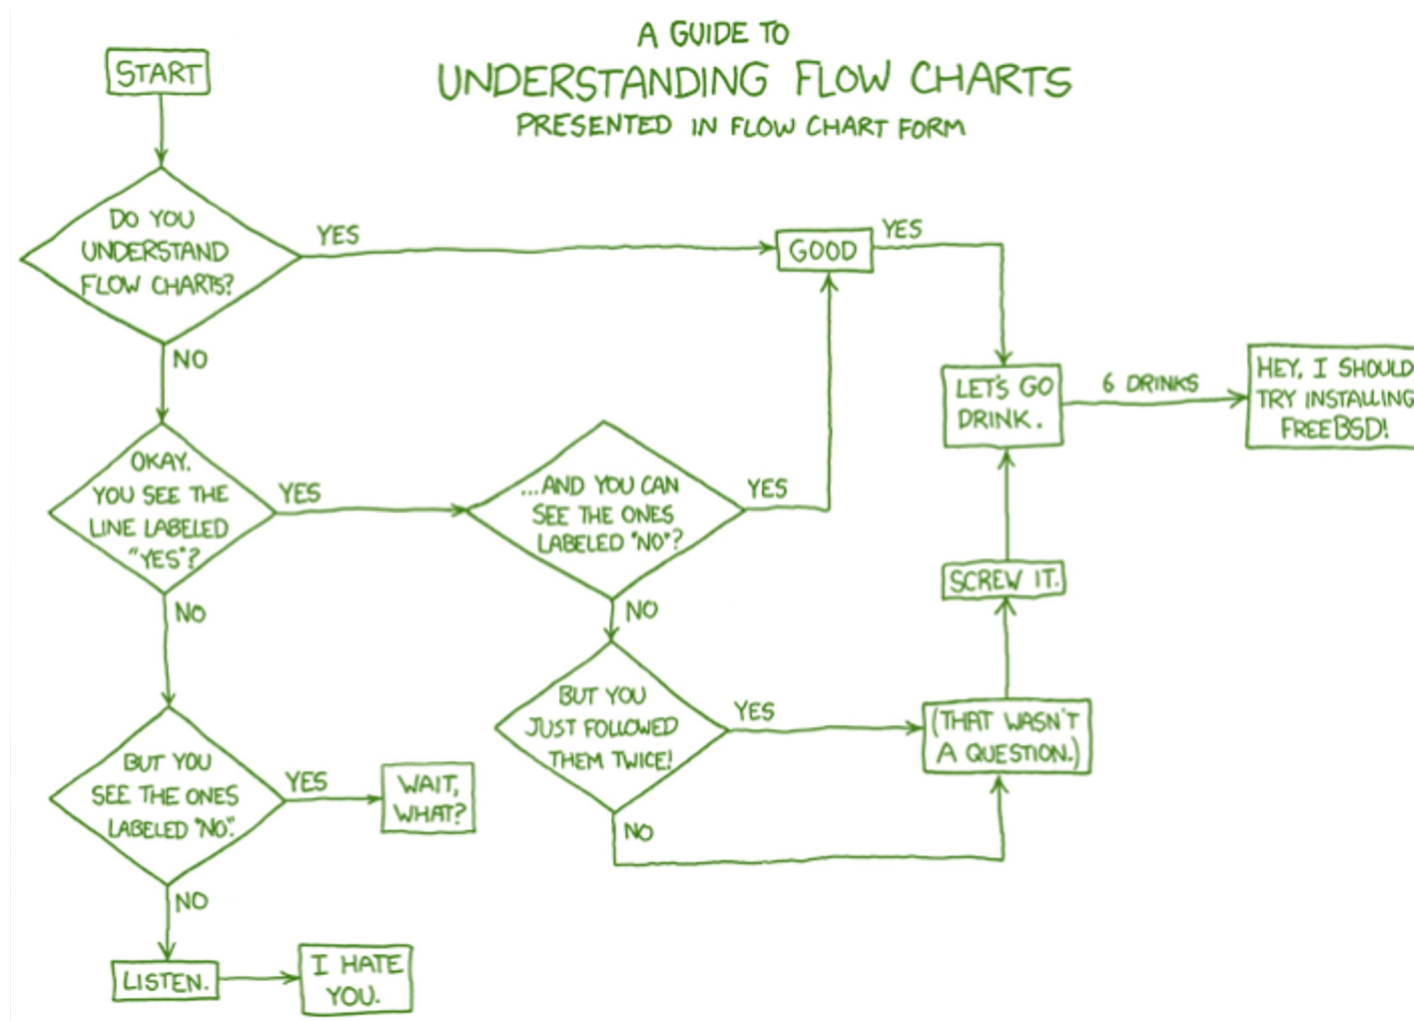 A GUIDE TO
UNDERSTANDING FLOW CHARTS
PRESENTED IN FLOW CHART FORM
START
DO YOU
UNDERSTAND
FLOW CHARTS?
YES
GOOD
YES
NO
LET'S GO
DRINK.
6 DRINKS
HEY, I SHOULD
TRY INSTALLING
FREEBSD!
OKAY.
YOU SEE THE
LINE LABELED
"YES"?
YES
...AND YOU CAN
SEE THE ONES
LABELED "NO"?
YES
NO
NO
SCREW IT.
BUT YOU
JUST FOLLOWED
THEM TWICE!
YES
(THAT WASN'T
A QUESTION.)
NO
BUT YOU
SEE THE ONES
LABELED "NO".
YES
WAIT,
WHAT?
NO
LISTEN.
I HATE
YOU.